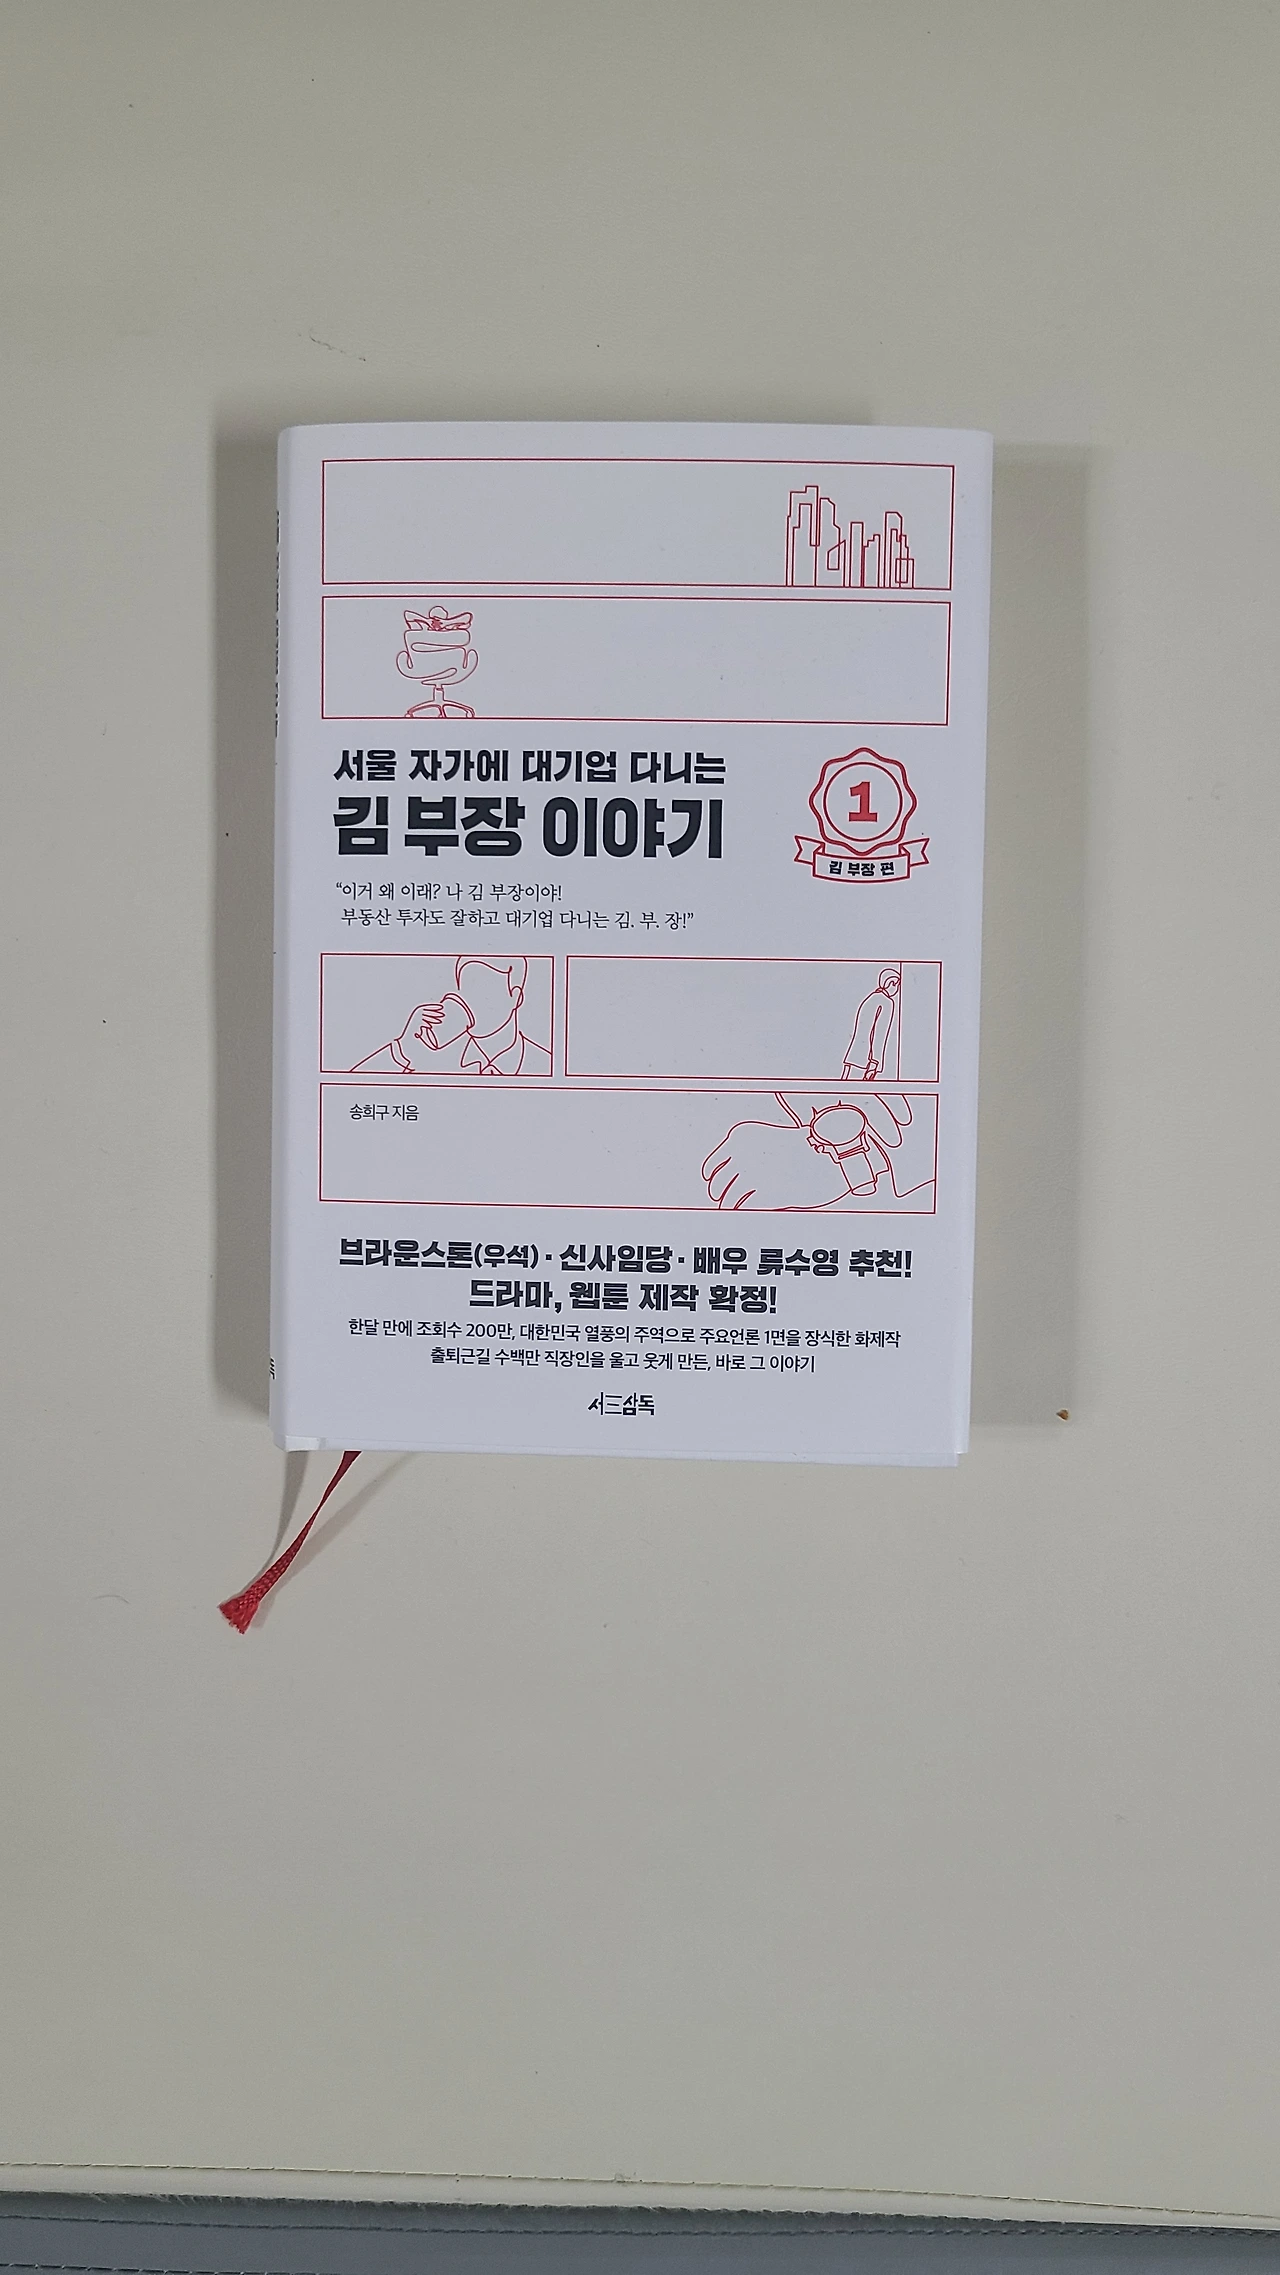 서울 자가에 대기업 다니는
김 부장 이야기
1
김 부장 편
“이거 왜 이래? 나 김 부장이야!
부동산 투자도 잘하고 대기업 다니는 김. 부. 장!”
송희구 지음
브라운스톤(우석)·신사임당·배우 류수영 추천!
드라마, 웹툰 제작 확정!
한달 만에 조회수 200만, 대한민국 열풍의 주역으로 주요언론 1면을 장식한 화제작
출퇴근길 수백만 직장인을 울고 웃게 만든, 바로 그 이야기
서삼독